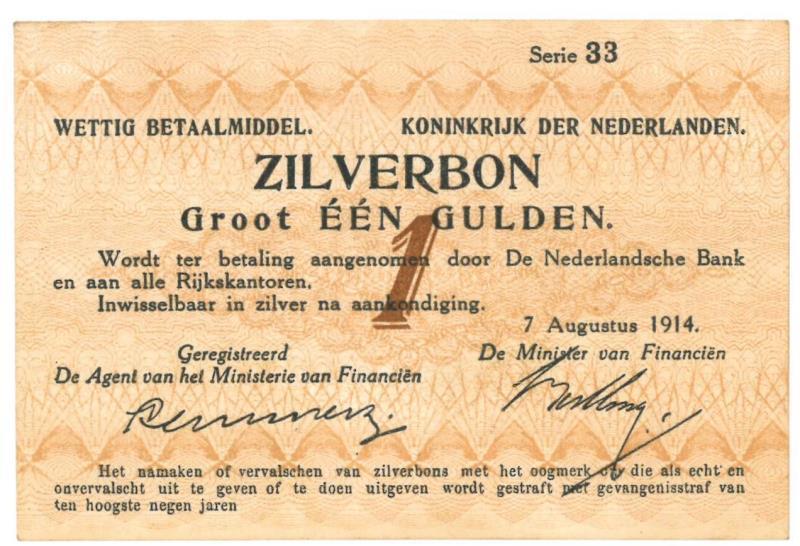 Serie 33
WETTIG BETAALMIDDEL. KONINKRIJK DER NEDERLANDEN.
ZILVERBON
Groot ÉÉN GULDEN.
1
Wordt ter betaling aangenomen door De Nederlandsche Bank
en aan alle Rijkskantoren.
Inwisselbaar in zilver na aankondiging.
7 Augustus 1914.
Geregistreerd De Minister van Financiën
De Agent van het Ministerie van Financiën
Het namaken of vervalschen van zilverbons met het oogmerk om die als echt en
onvervalscht uit te geven of te doen uitgeven wordt gestraft met gevangenisstraf van
ten hoogste negen jaren